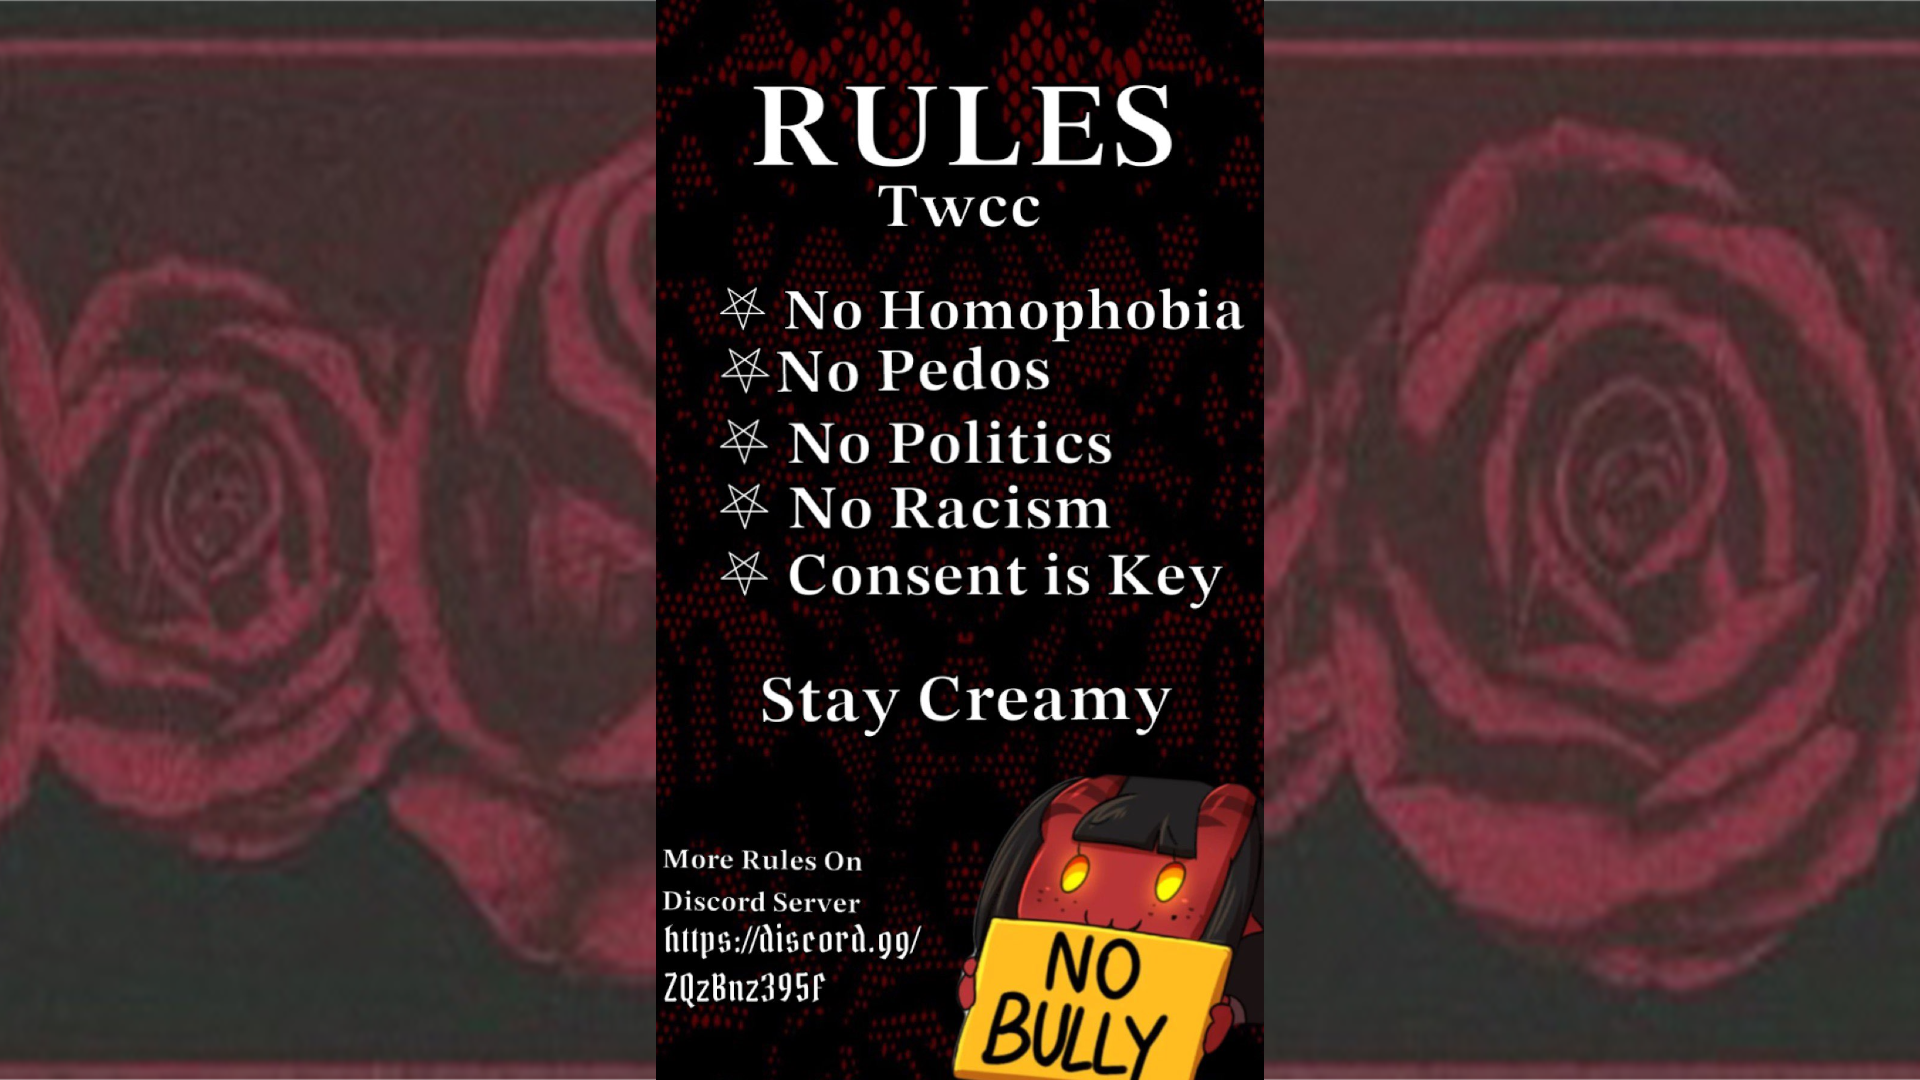 RULES
Twcc
No Homophobia
No Pedos
No Politics
No Racism
Consent is Key
Stay Creamy
More Rules On
Discord Server
https://discord.gg/
ZQzBnz395f
NO
BULLY